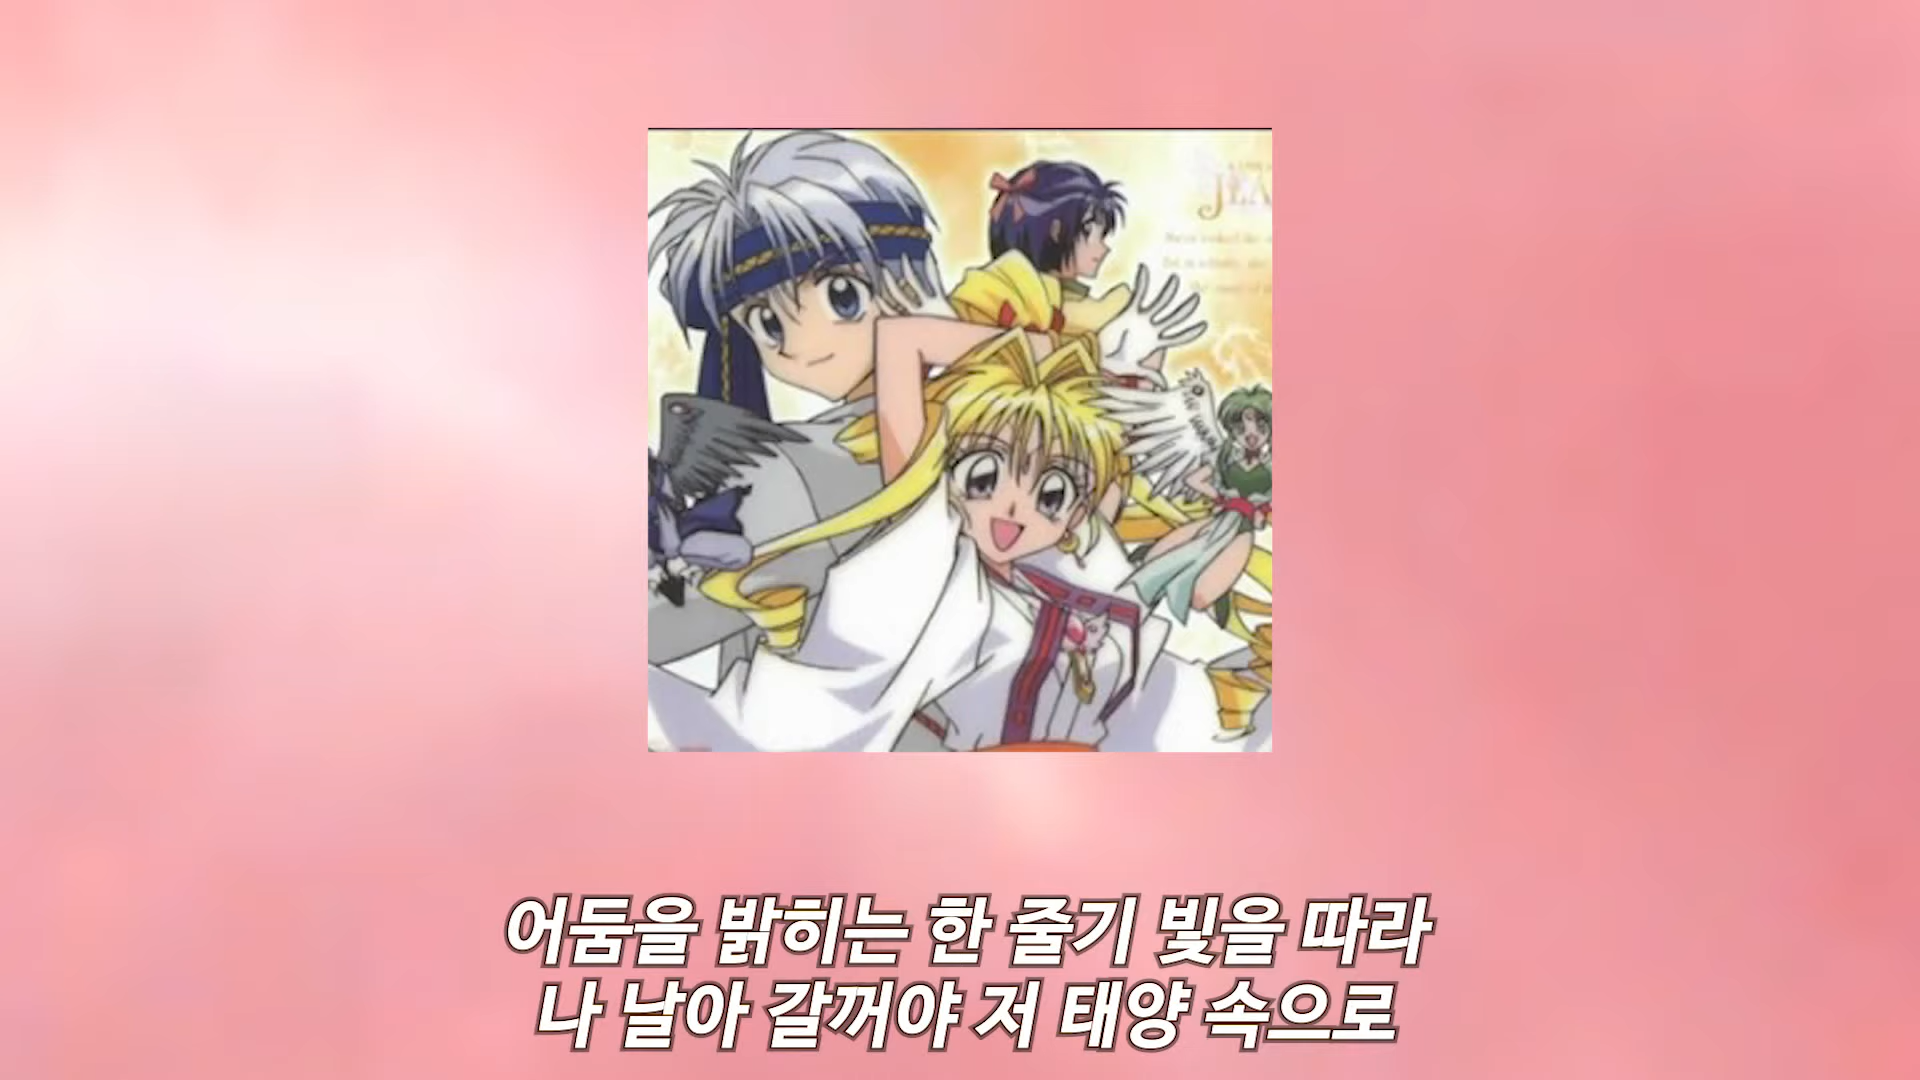 JEA
어둠을 밝히는 한 줄기 빛을 따라
나 날아 갈꺼야 저 태양 속으로